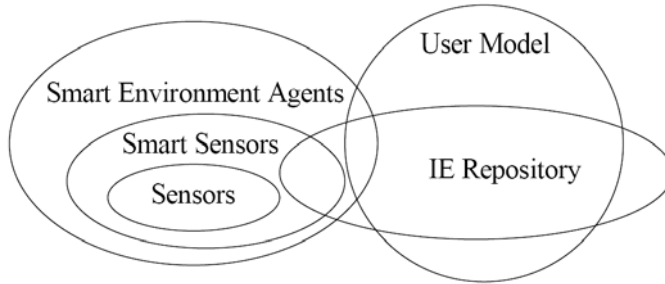 User Model
Smart Environment Agents
Smart Sensors
IE Repository
Sensors